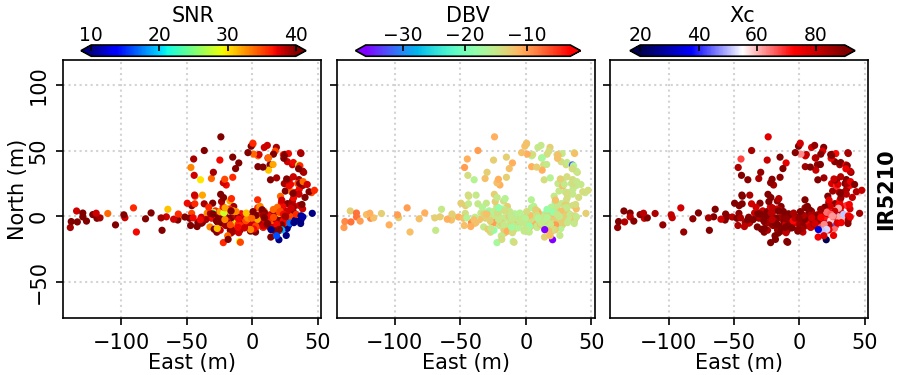 SNR DBV Xc
10 20 30 40 −30 −20 −10 20 40 60 80
100
50
0
−50
North (m)
IR5210
−100 −50 0 50 −100 −50 0 50 −100 −50 0 50
East (m) East (m) East (m)